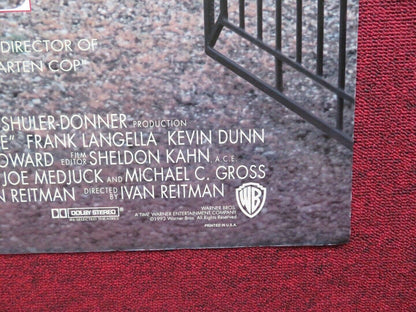 DIRECTOR OF
ARTEN COP"
SHULER-DONNER PRODUCTION
E" FRANK LANGELLA KEVIN DUNN
OWARD FILM EDITOR SHELDON KAHN A.C.E.
JOE MEDJUCK AND MICHAEL C. GROSS
N REITMAN DIRECTED BY IVAN REITMAN
DOLBY STEREO
IN SELECTED THEATRES
WARNER BROS.
A TIME WARNER ENTERTAINMENT COMPANY
©1993 Warner Bros. All Rights Reserved
PRINTED IN U.S.A.
WB